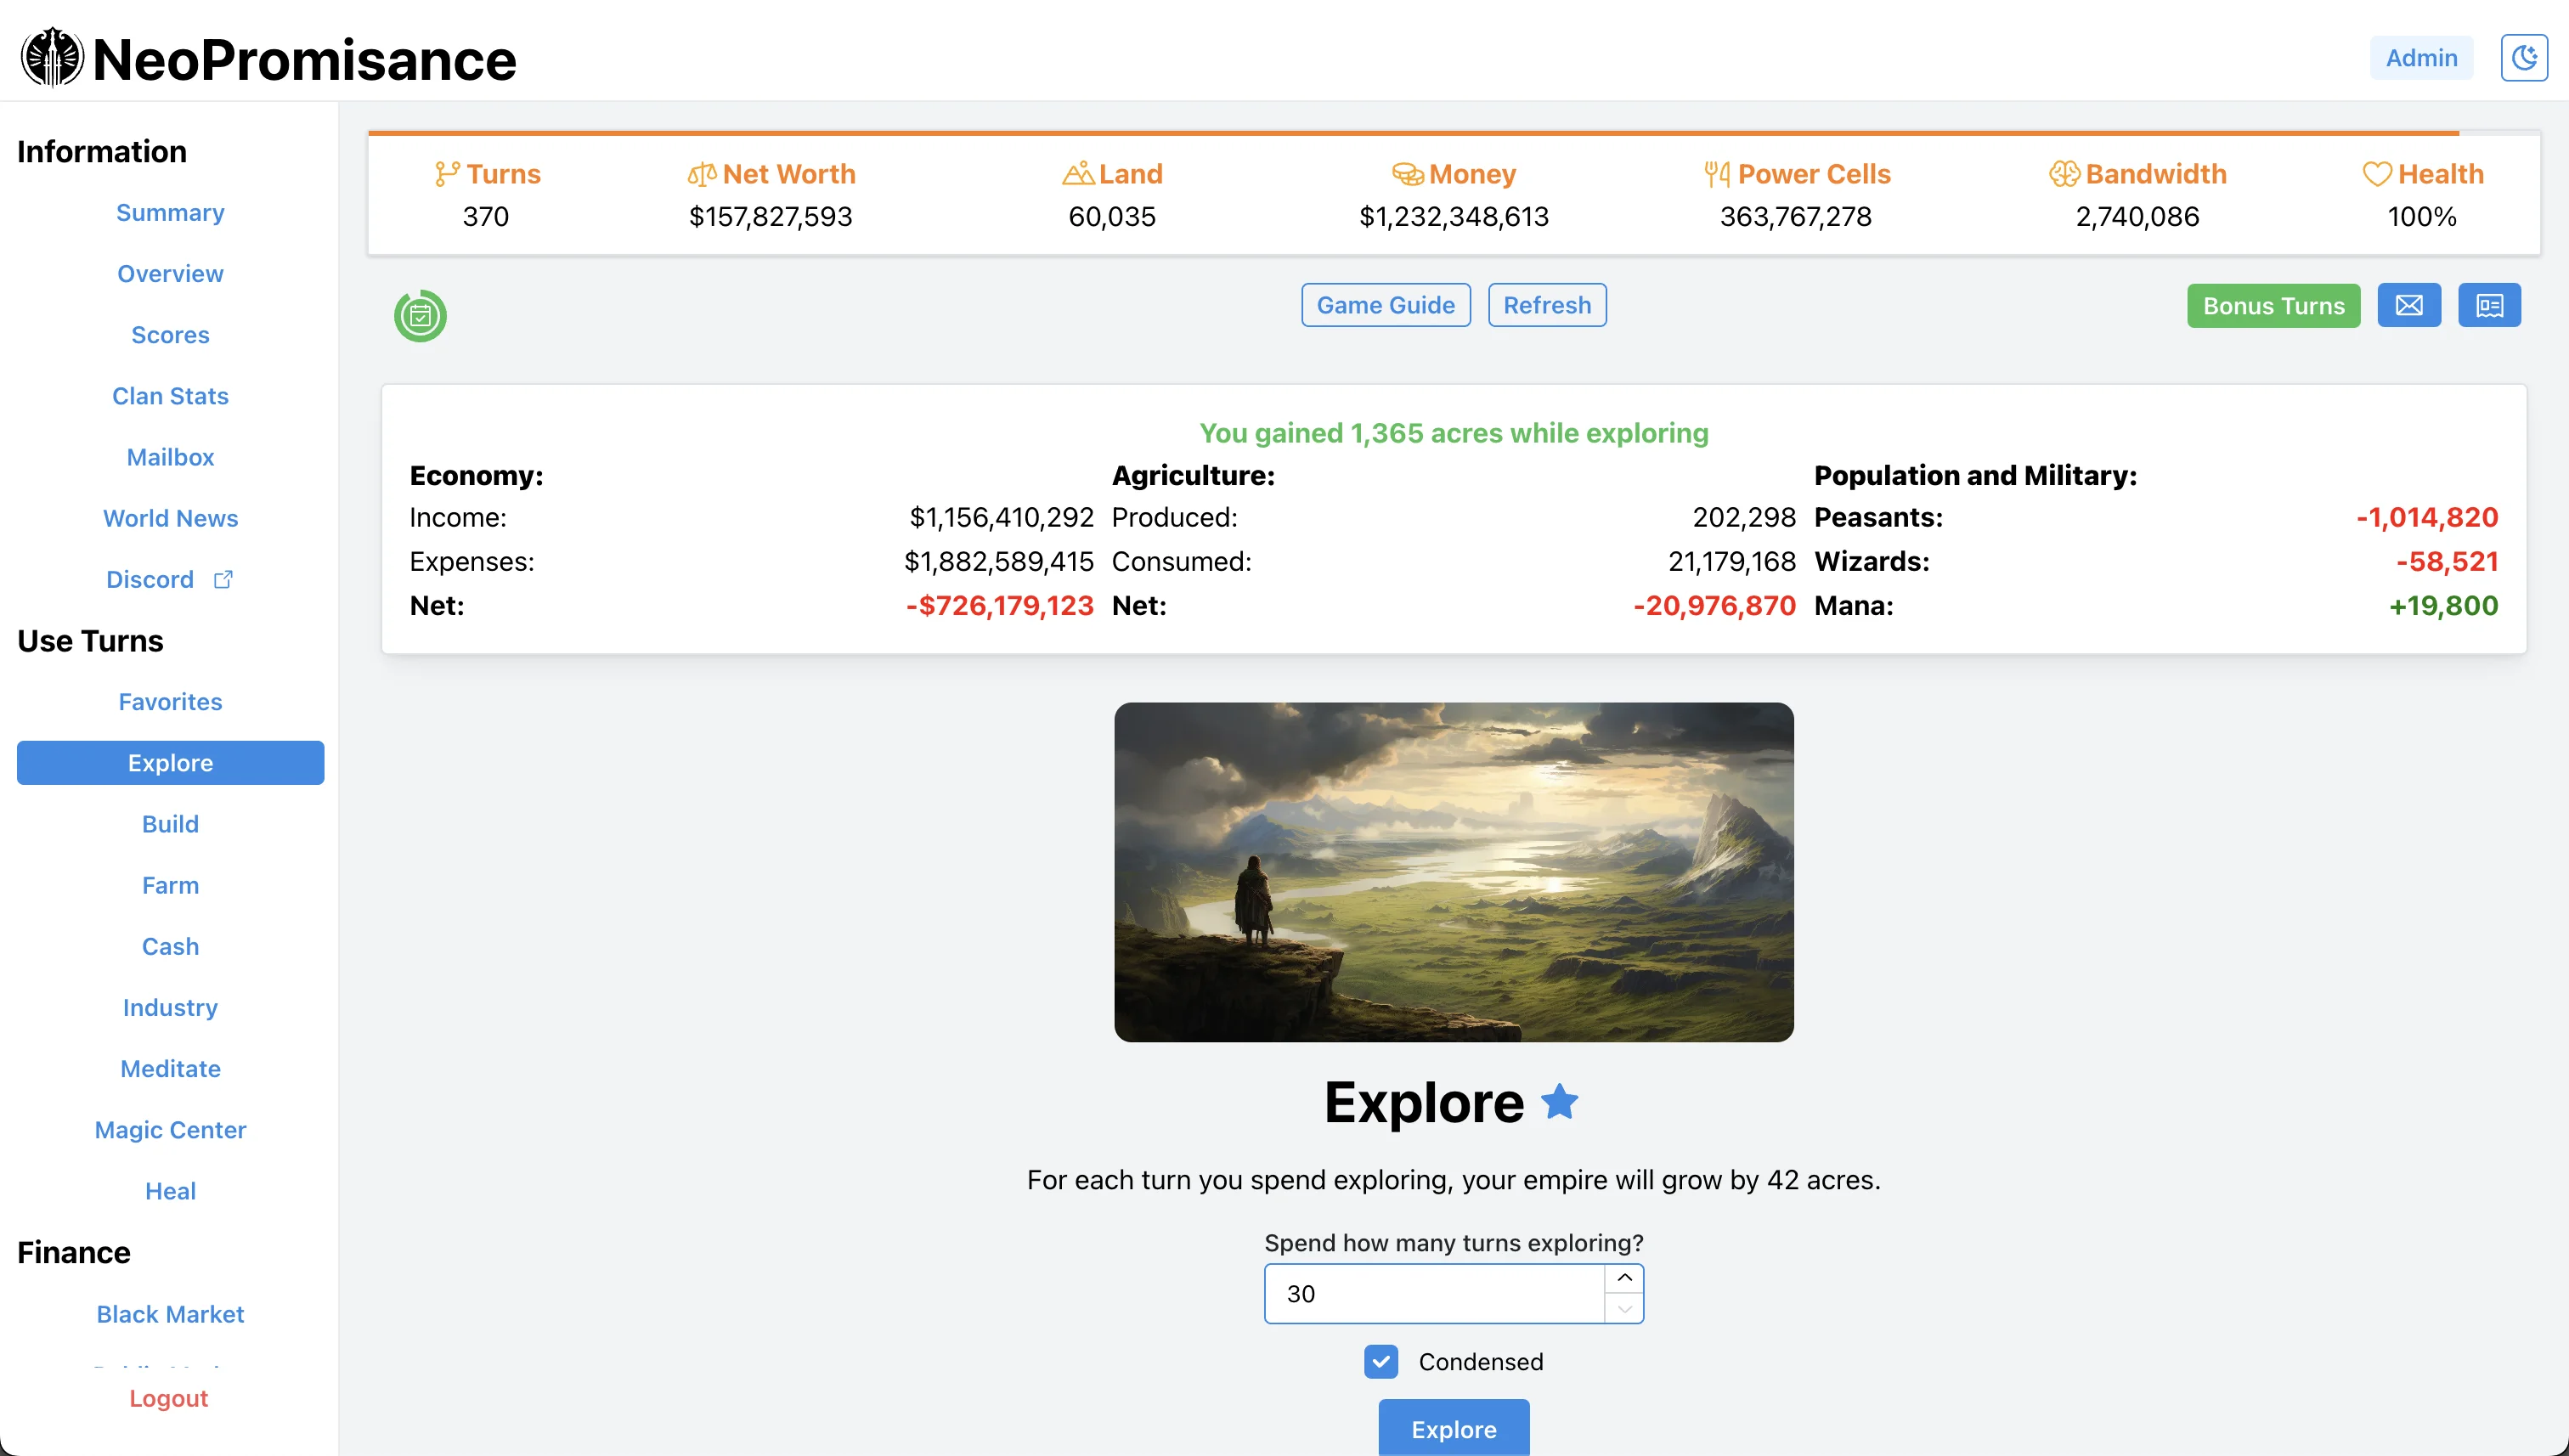 NeoPromisance
Admin
Information
Summary
Overview
Scores
Clan Stats
Mailbox
World News
Discord
Use Turns
Favorites
Explore
Build
Farm
Cash
Industry
Meditate
Magic Center
Heal
Finance
Black Market
Logout
Turns
370
Net Worth
$157,827,593
Land
60,035
Money
$1,232,348,613
Power Cells
363,767,278
Bandwidth
2,740,086
Health
100%
Game Guide
Refresh
Bonus Turns
You gained 1,365 acres while exploring
Economy:
Income: $1,156,410,292
Expenses: $1,882,589,415
Net: -$726,179,123
Agriculture:
Produced: 202,298
Consumed: 21,179,168
Net: -20,976,870
Population and Military:
Peasants: -1,014,820
Wizards: -58,521
Mana: +19,800
Explore
For each turn you spend exploring, your empire will grow by 42 acres.
Spend how many turns exploring?
30
Condensed
Explore